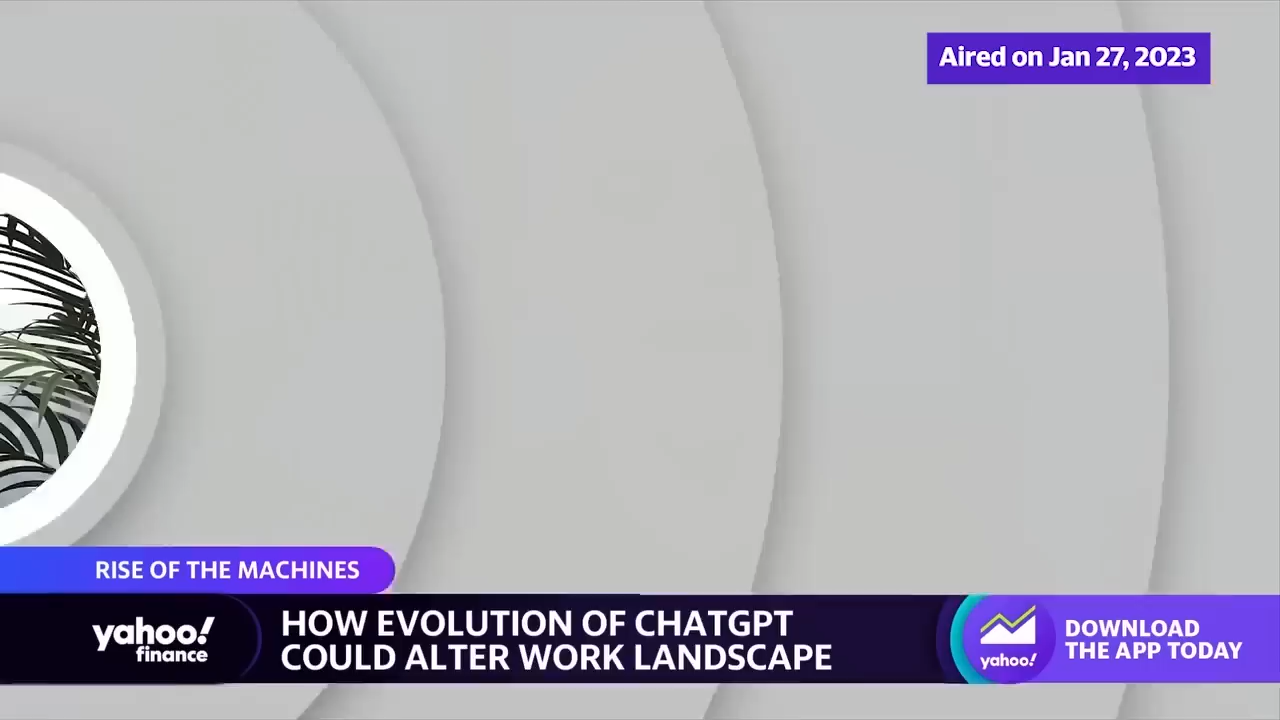 Aired on Jan 27, 2023
RISE OF THE MACHINES
yahoo!
finance
HOW EVOLUTION OF CHATGPT
COULD ALTER WORK LANDSCAPE
yahoo!
DOWNLOAD
THE APP TODAY